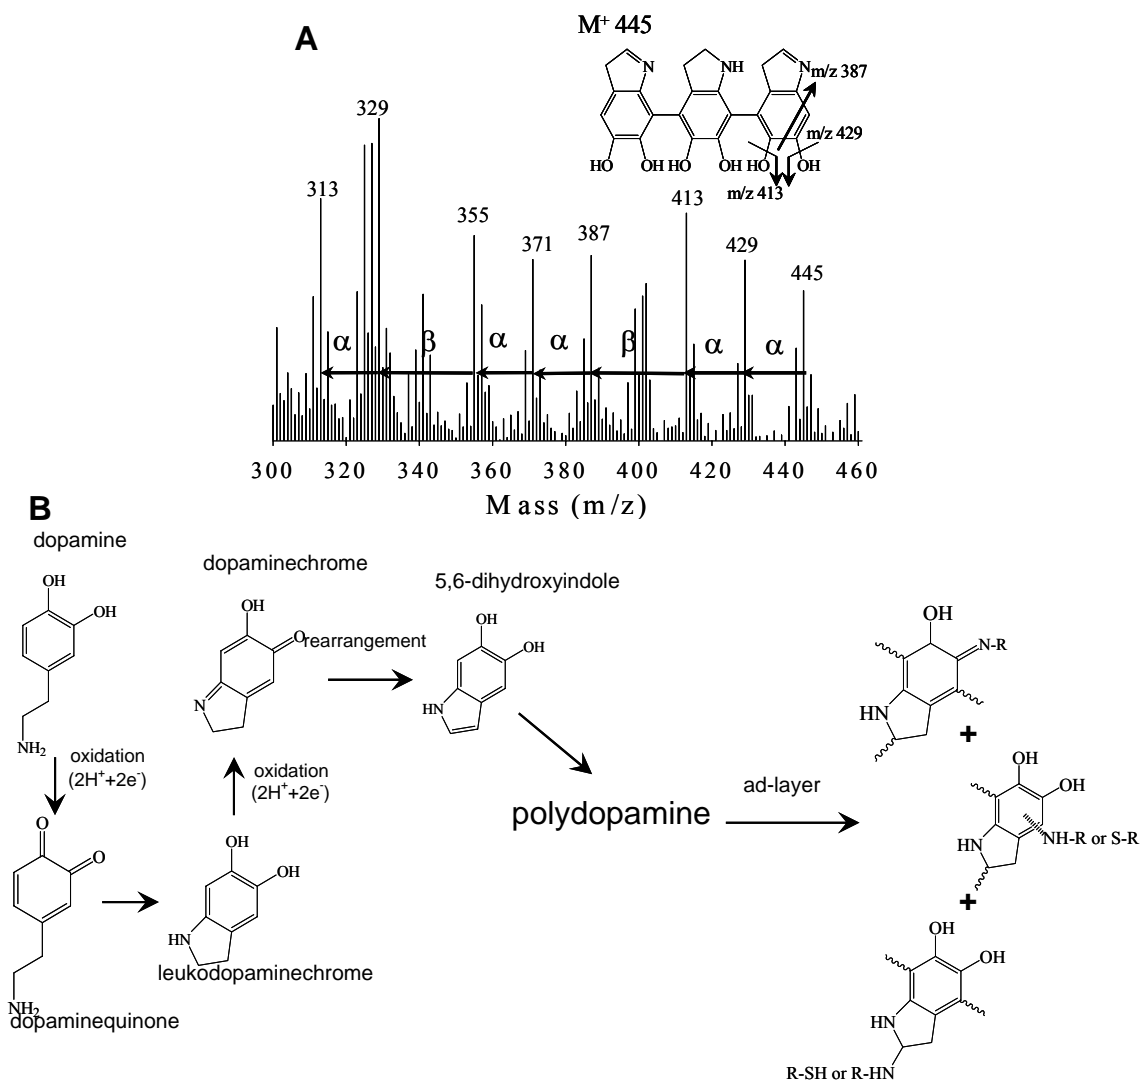 A
M+ 445
N
NH
N
m/z 387
m/z 429
HO
OH
HO
OH
HO
OH
m/z 413
329
313
355
371
387
413
429
445
α
β
α
α
β
α
α
300 320 340 360 380 400 420 440 460
Mass (m/z)
B
dopamine
OH
OH
NH2
oxidation
(2H++2e-)
O
O
NH2
dopaminequinone
OH
OH
HN
leukodopaminechrome
oxidation
(2H++2e-)
dopaminechrome
OH
O
N
rearrangement
5,6-dihydroxyindole
OH
OH
HN
polydopamine
ad-layer
OH
N-R
HN
+
OH
OH
HN
NH-R or S-R
+
OH
OH
HN
R-SH or R-HN